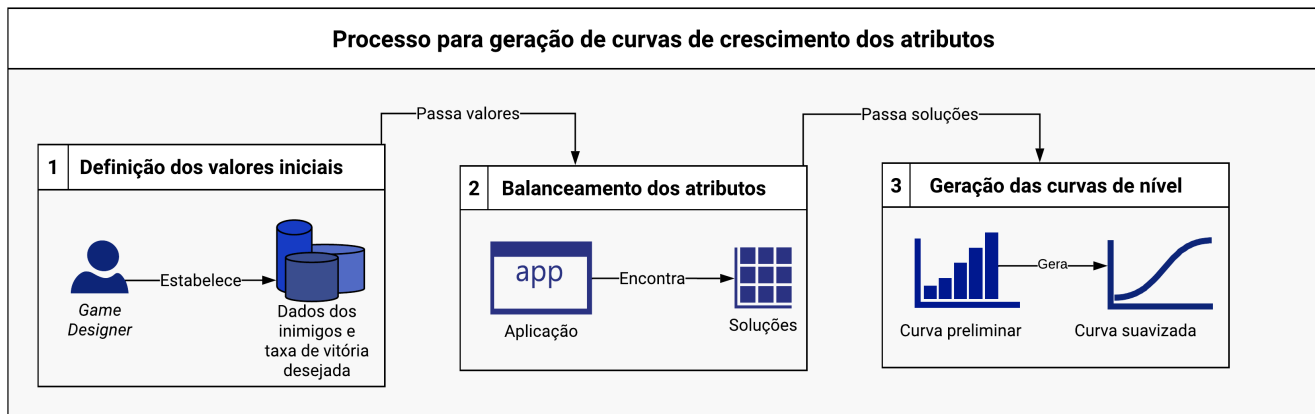 Processo para geração de curvas de crescimento dos atributos
Passa valores
Passa soluções
1 Definição dos valores iniciais
Estabelece
Game
Designer
Dados dos
inimigos e
taxa de vitória
desejada
2 Balanceamento dos atributos
app
Encontra
Aplicação
Soluções
3 Geração das curvas de nível
Gera
Curva preliminar
Curva suavizada